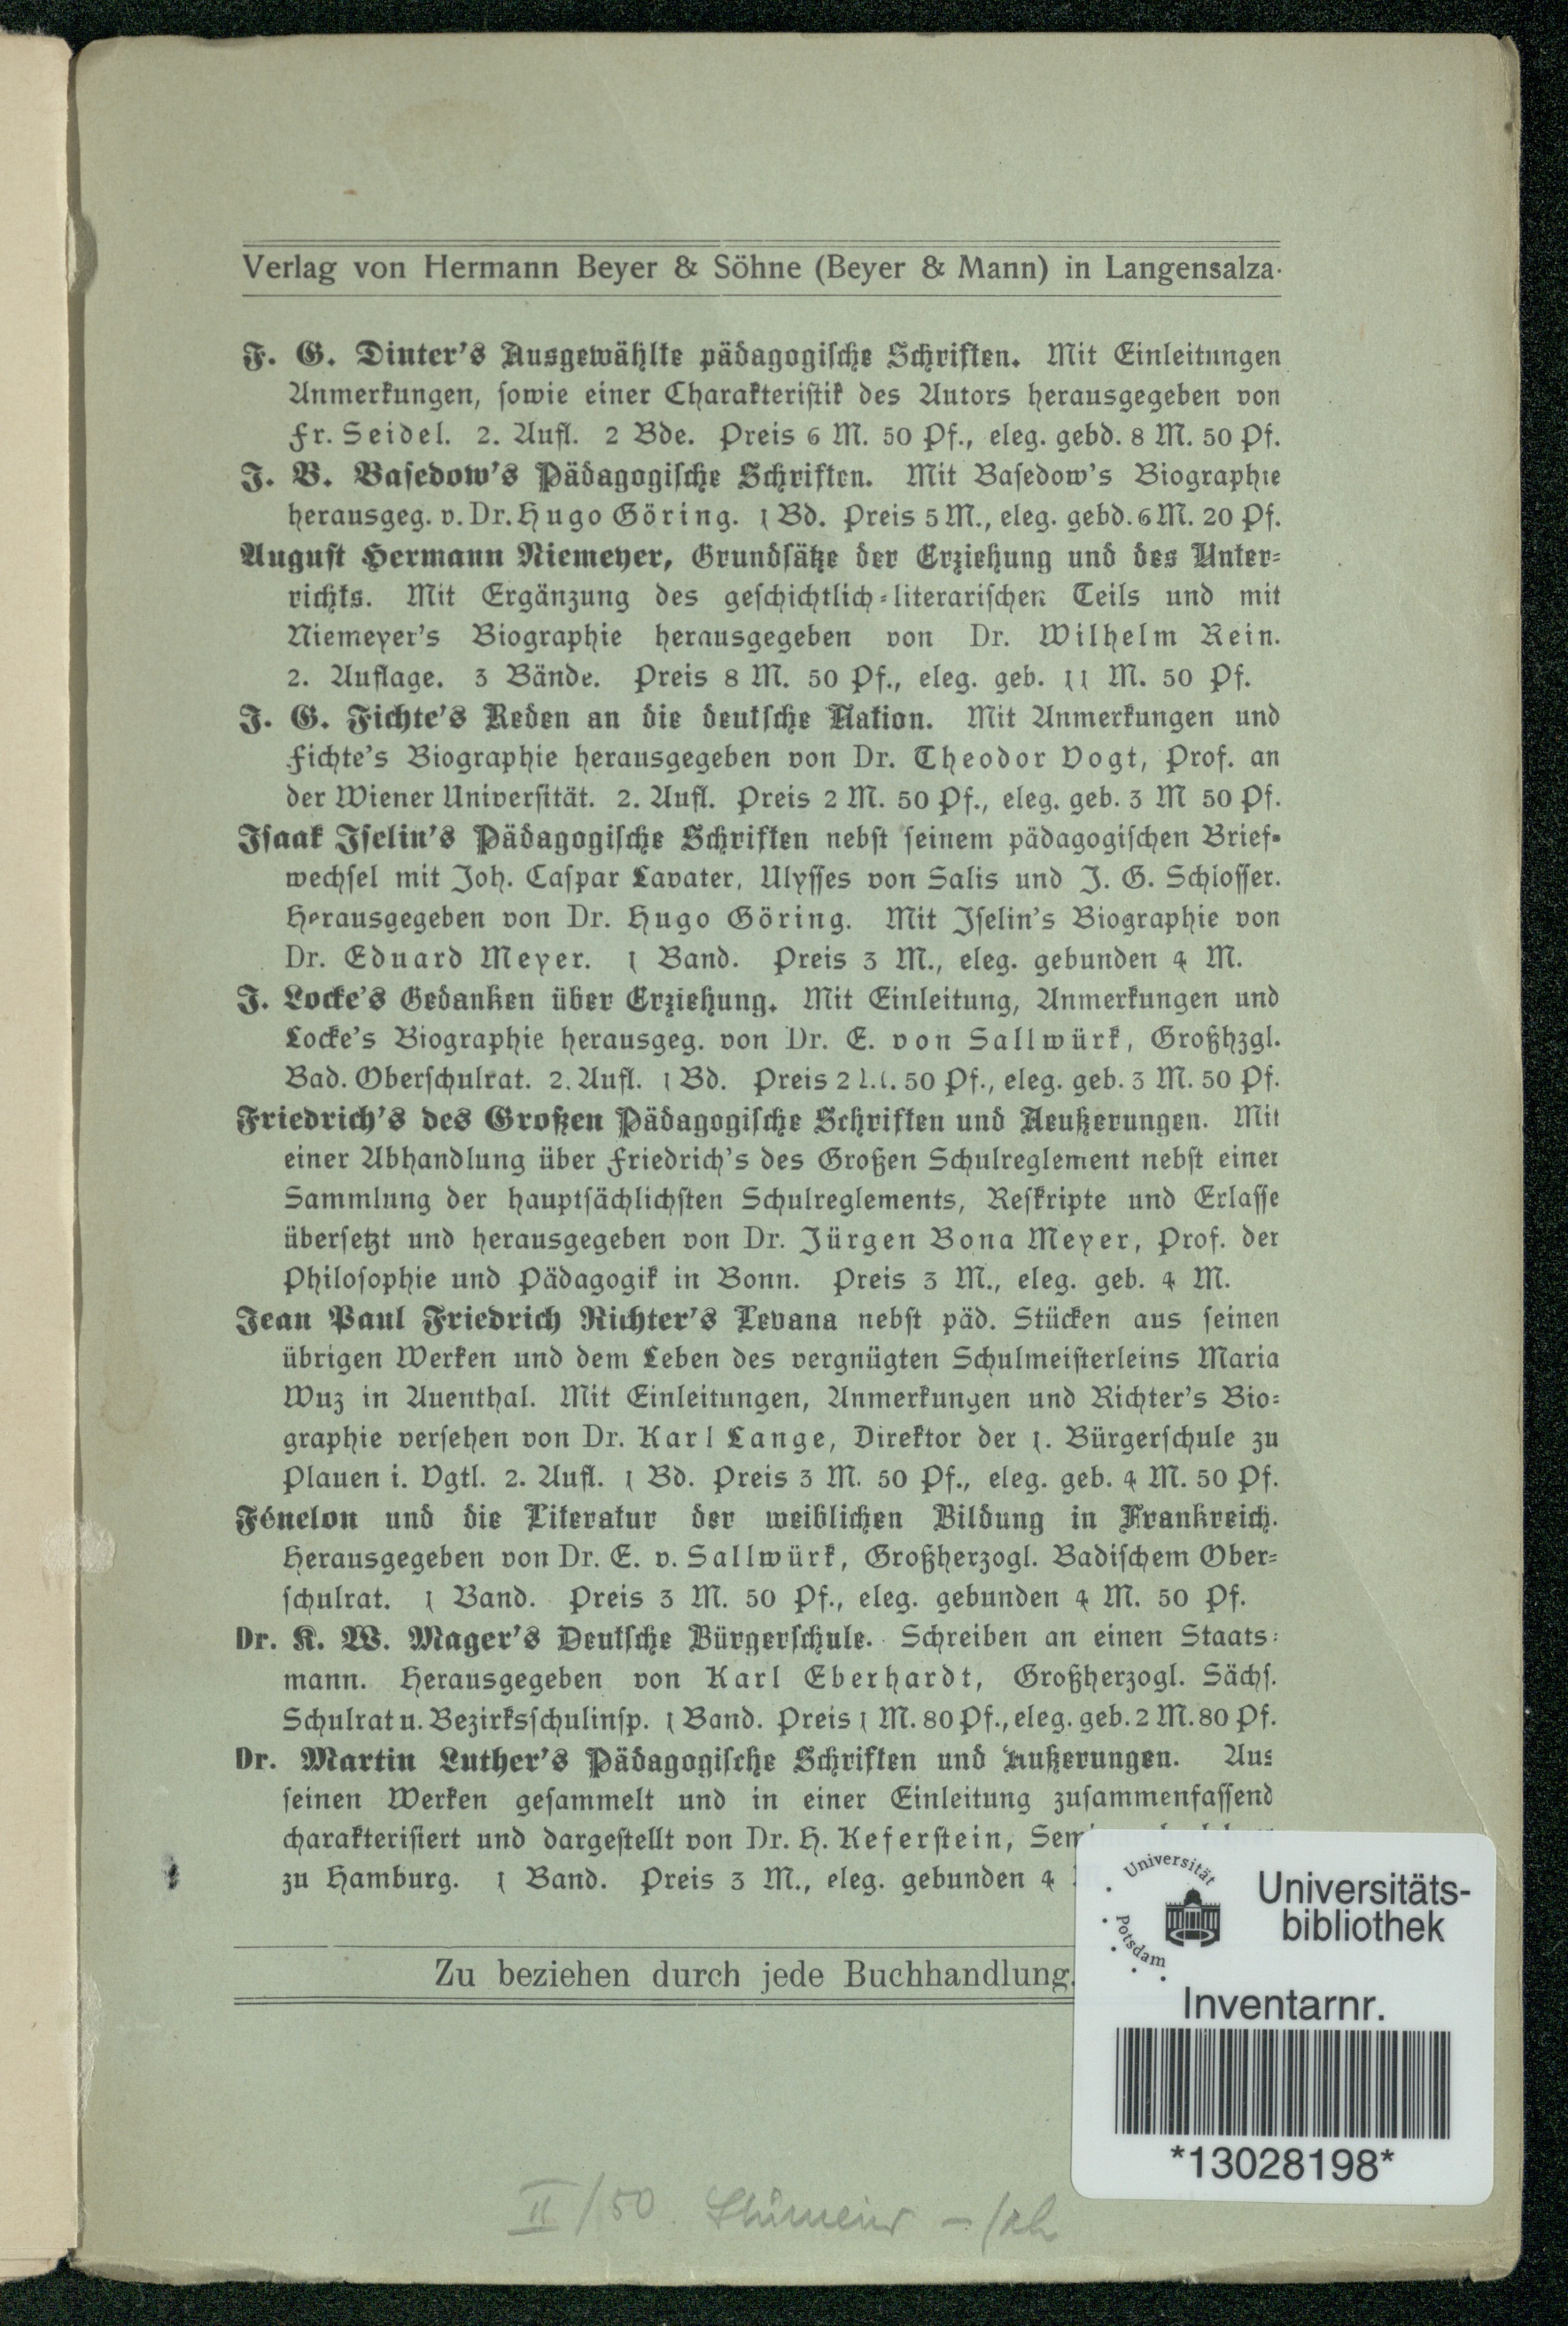 Verlag von Hermann Beyer & Söhne (Beyer & Mann) in Langensalza.
F. G. Dinter's Ausgewählte pädagogische Schriften. Mit Einleitungen
Anmerkungen, sowie einer Charakteristik des Autors herausgegeben von
Fr. Seidel. 2. Aufl. 2 Bde. Preis 6 M. 50 Pf., eleg. gebd. 8 M. 50 Pf.
J. B. Basedow's Pädagogische Schriften. Mit Basedow's Biographie
herausgeg. v. Dr. Hugo Göring. 1 Bd. Preis 5 M., eleg. gebd. 6 M. 20 Pf.
August Hermann Niemeyer, Grundsätze der Erziehung und des Unter-
richts. Mit Ergänzung des geschichtlich-literarischen Teils und mit
Niemeyer's Biographie herausgegeben von Dr. Wilhelm Rein.
2. Auflage. 3 Bände. Preis 8 M. 50 Pf., eleg. geb. 11 M. 50 Pf.
J. G. Fichte's Reden an die deutsche Nation. Mit Anmerkungen und
Fichte's Biographie herausgegeben von Dr. Theodor Vogt, Prof. an
der Wiener Universität. 2. Aufl. Preis 2 M. 50 Pf., eleg. geb. 3 M 50 Pf.
Isaak Iselin's Pädagogische Schriften nebst seinem pädagogischen Brief-
wechsel mit Joh. Caspar Lavater, Ulysses von Salis und J. G. Schlosser.
Herausgegeben von Dr. Hugo Göring. Mit Iselin's Biographie von
Dr. Eduard Meyer. 1 Band. Preis 3 M., eleg. gebunden 4 M.
J. Locke's Gedanken über Erziehung. Mit Einleitung, Anmerkungen und
Locke's Biographie herausgeg. von Dr. E. von Sallwürk, Großhzgl.
Bad. Oberschulrat. 2. Aufl. 1 Bd. Preis 2 M. 50 Pf., eleg. geb. 3 M. 50 Pf.
Friedrich's des Großen Pädagogische Schriften und Aeußerungen. Mit
einer Abhandlung über Friedrich's des Großen Schulreglement nebst einer
Sammlung der hauptsächlichsten Schulreglements, Reskripte und Erlasse
übersetzt und herausgegeben von Dr. Jürgen Bona Meyer, Prof. der
Philosophie und Pädagogik in Bonn. Preis 3 M., eleg. geb. 4 M.
Jean Paul Friedrich Richter's Levana nebst päd. Stücken aus seinen
übrigen Werken und dem Leben des vergnügten Schulmeisterleins Maria
Wuz in Auenthal. Mit Einleitungen, Anmerkungen und Richter's Bio-
graphie versehen von Dr. Karl Lange, Direktor der 1. Bürgerschule zu
Plauen i. Vgtl. 2. Aufl. 1 Bd. Preis 3 M. 50 Pf., eleg. geb. 4 M. 50 Pf.
Fénelon und die Literatur der weiblichen Bildung in Frankreich.
Herausgegeben von Dr. E. v. Sallwürk, Großherzogl. Badischem Ober-
schulrat. 1 Band. Preis 3 M. 50 Pf., eleg. gebunden 4 M. 50 Pf.
Dr. K. W. Mager's Deutsche Bürgerschule. Schreiben an einen Staats-
mann. Herausgegeben von Karl Eberhardt, Großherzogl. Sächs.
Schulrat u. Bezirksschulinsp. 1 Band. Preis 1 M. 80 Pf., eleg. geb. 2 M. 80 Pf.
Dr. Martin Luther's Pädagogische Schriften und Äußerungen. Aus
seinen Werken gesammelt und in einer Einleitung zusammenfassend
charakterisiert und dargestellt von Dr. H. Keferstein,
zu Hamburg. 1 Band. Preis 3 M., eleg. gebunden 4
Zu beziehen durch jede Buchhandlung.
Universität Potsdam
Universitäts-
bibliothek
Inventarnr.
*13028198*
II/50